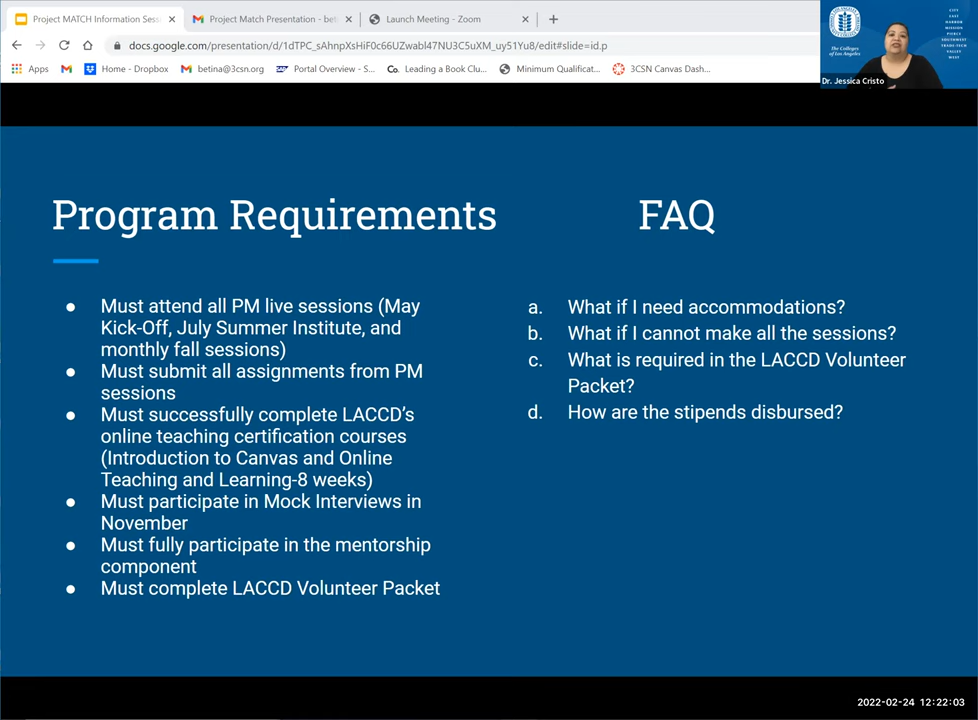 Project MATCH Information Sess
Project Match Presentation - bet
Launch Meeting - Zoom
docs.google.com/presentation/d/1dTPC_sAhnpXsHiF0c66UZwabl47NU3C5uXM_uy51Yu8/edit#slide=id.p
Apps
Home - Dropbox
betina@3csn.org
Portal Overview - S...
Co.
Leading a Book Clu...
Minimum Qualificat...
3CSN Canvas Dash...
The Colleges
of Los Angeles
CITY
EAST
HARBOR
MISSION
PIERCE
SOUTHWEST
TRADE-TECH
VALLEY
WEST
Dr. Jessica Cristo
Program Requirements
● Must attend all PM live sessions (May
Kick-Off, July Summer Institute, and
monthly fall sessions)
● Must submit all assignments from PM
sessions
● Must successfully complete LACCD’s
online teaching certification courses
(Introduction to Canvas and Online
Teaching and Learning-8 weeks)
● Must participate in Mock Interviews in
November
● Must fully participate in the mentorship
component
● Must complete LACCD Volunteer Packet
FAQ
a. What if I need accommodations?
b. What if I cannot make all the sessions?
c. What is required in the LACCD Volunteer
Packet?
d. How are the stipends disbursed?
2022-02-24 12:22:03